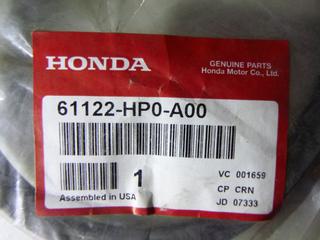 HONDA
GENUINE PARTS
Honda Motor Co., Ltd.
61122-HP0-A00
1
VC 001659
CP CRN
Assembled in USA
JD 07333